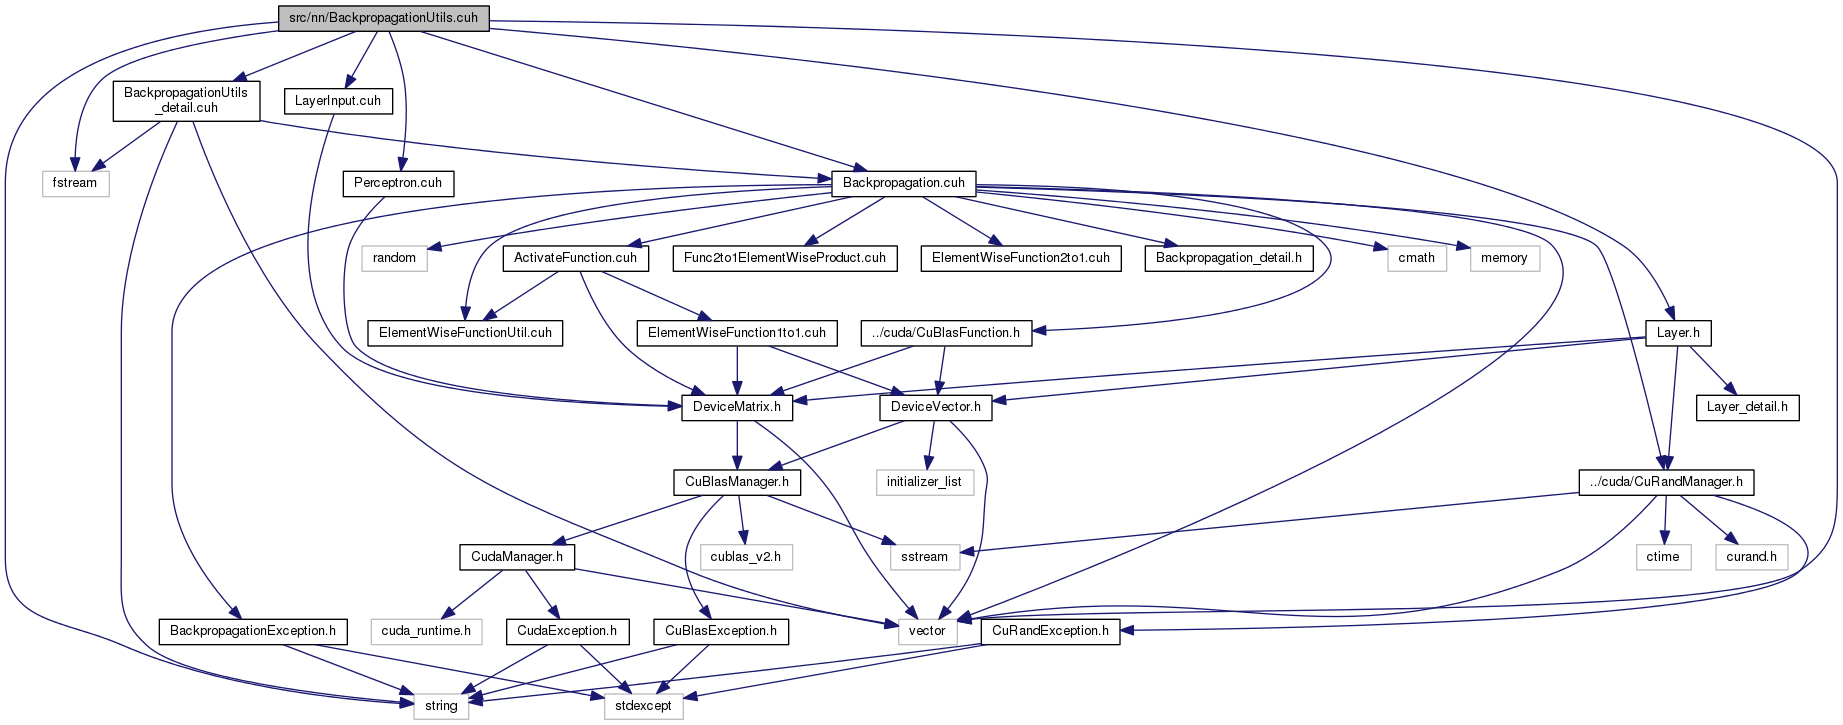 src/nn/BackpropagationUtils.cuh
BackpropagationUtils
_detail.cuh
LayerInput.cuh
fstream
Perceptron.cuh
Backpropagation.cuh
random
ActivateFunction.cuh
Func2to1ElementWiseProduct.cuh
ElementWiseFunction2to1.cuh
Backpropagation_detail.h
cmath
memory
ElementWiseFunctionUtil.cuh
ElementWiseFunction1to1.cuh
../cuda/CuBlasFunction.h
Layer.h
DeviceMatrix.h
DeviceVector.h
Layer_detail.h
CuBlasManager.h
initializer_list
../cuda/CuRandManager.h
CudaManager.h
cublas_v2.h
sstream
ctime
curand.h
BackpropagationException.h
cuda_runtime.h
CudaException.h
CuBlasException.h
vector
CuRandException.h
string
stdexcept